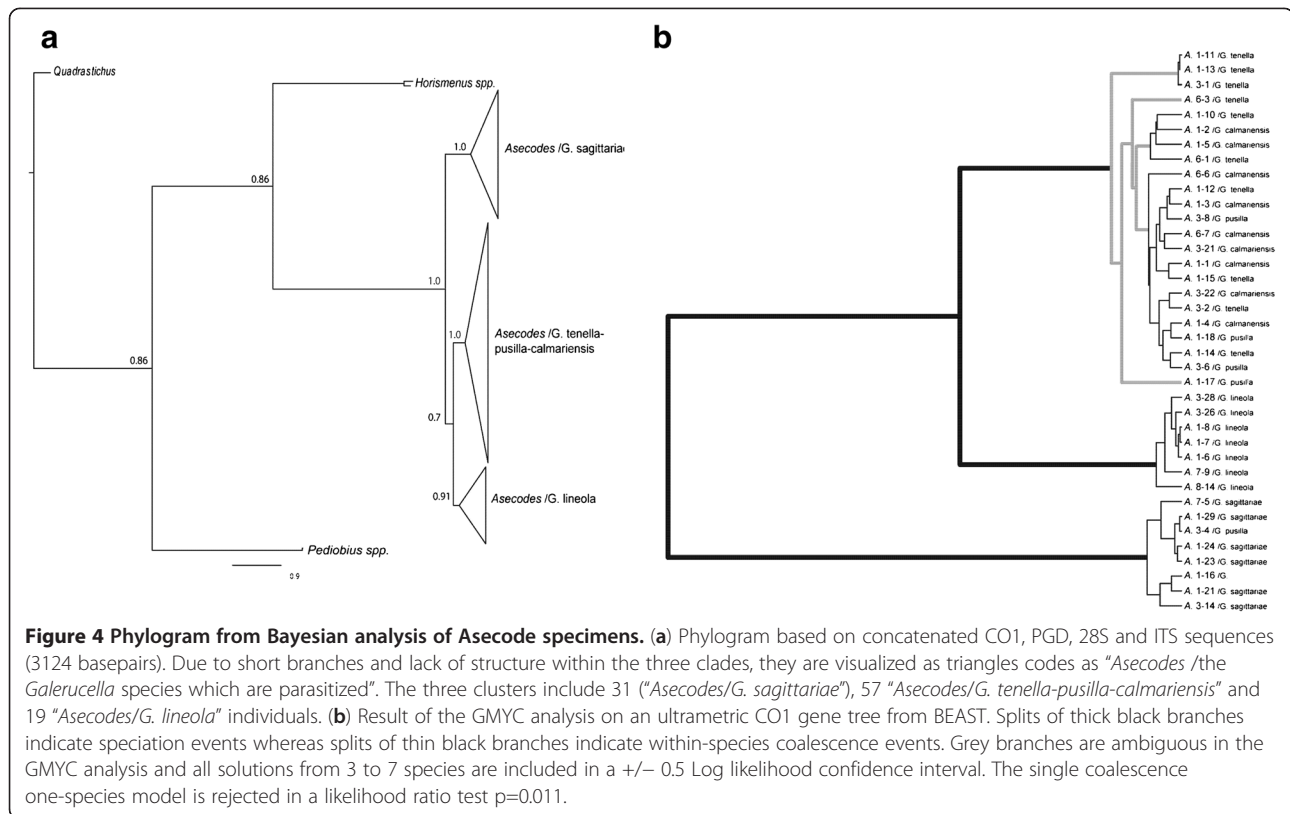 a
b
Quadrastichus
Horismenus spp.
1.0
Asecodes /G. sagittaria
0.86
1.0
1.0
Asecodes /G. tenella-
pusilla-calmariensis
0.86
0.7
0.91
Asecodes /G. lineola
Pediobius spp.
0.9
A. 1-11 /G. tenella
A. 1-13 /G. tenella
A. 3-1 /G. tenella
A. 6-3 /G. tenella
A. 1-10 /G. tenella
A. 1-2 /G. calmariensis
A. 1-5 /G. calmariensis
A. 6-1 /G. tenella
A. 6-6 /G. calmariensis
A. 1-12 /G. tenella
A. 1-3 /G. calmariensis
A. 3-8 /G. pusilla
A. 6-7 /G. calmariensis
A. 3-21 /G. calmariensis
A. 1-1 /G. calmariensis
A. 1-15 /G. tenella
A. 3-22 /G. calmariensis
A. 3-2 /G. tenella
A. 1-4 /G. calmariensis
A. 1-18 /G. pusilla
A. 1-14 /G. tenella
A. 3-6 /G. pusilla
A. 1-17 /G. pusilla
A. 3-28 /G. lineola
A. 3-26 /G. lineola
A. 1-8 /G. lineola
A. 1-7 /G. lineola
A. 1-6 /G. lineola
A. 7-9 /G. lineola
A. 8-14 /G. lineola
A. 7-5 /G. sagittariae
A. 1-29 /G. sagittariae
A. 3-4 /G. pusilla
A. 1-24 /G. sagittariae
A. 1-23 /G. sagittariae
A. 1-16 /G.
A. 1-21 /G. sagittariae
A. 3-14 /G. sagittariae
Figure 4 Phylogram from Bayesian analysis of Asecode specimens. (a) Phylogram based on concatenated CO1, PGD, 28S and ITS sequences
(3124 basepairs). Due to short branches and lack of structure within the three clades, they are visualized as triangles codes as “Asecodes /the
Galerucella species which are parasitized”. The three clusters include 31 (“Asecodes/G. sagittariae”), 57 “Asecodes/G. tenella-pusilla-calmariensis” and
19 “Asecodes/G. lineola” individuals. (b) Result of the GMYC analysis on an ultrametric CO1 gene tree from BEAST. Splits of thick black branches
indicate speciation events whereas splits of thin black branches indicate within-species coalescence events. Grey branches are ambiguous in the
GMYC analysis and all solutions from 3 to 7 species are included in a +/− 0.5 Log likelihood confidence interval. The single coalescence
one-species model is rejected in a likelihood ratio test p=0.011.